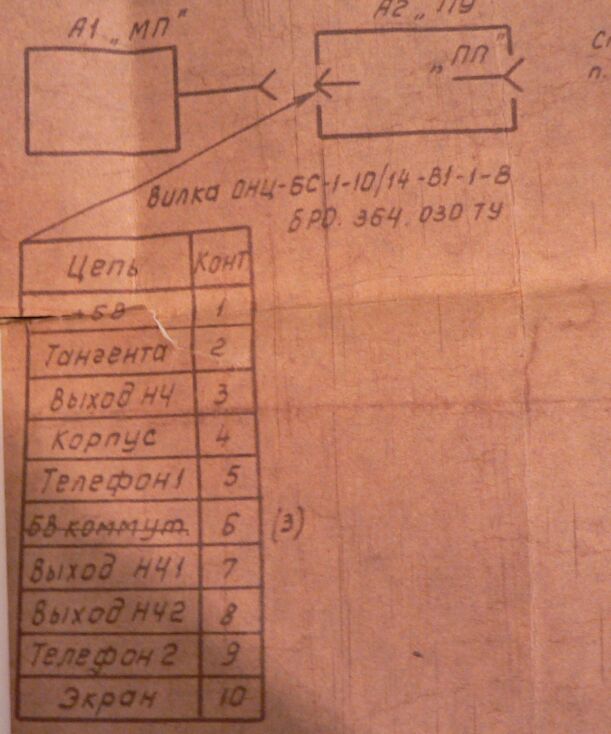 А1 „МП"
А2 „ПУ
„ПП"
п.
Вилка ОНЦ-БС-1-10/14-В1-1-В
бР0. 364. 030 ТУ
Цепь Конт
5В 1
Тангента 2
Выход НЧ 3
Корпус 4
Телефон1 5
5В коммут. 6 (3)
Выход НЧ1 7
Выход НЧ2 8
Телефон 2 9
Экран 10